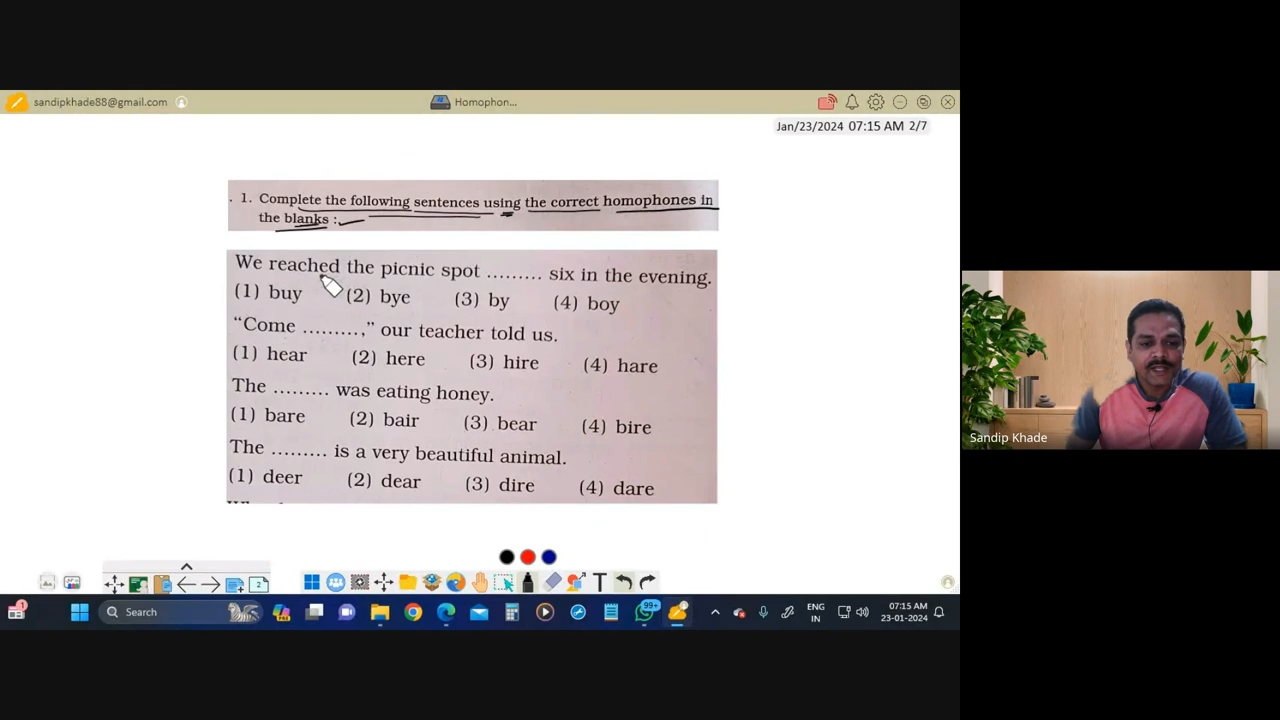 sandipkhade88@gmail.com
Homophon...
Jan/23/2024 07:15 AM 2/7
1. Complete the following sentences using the correct homophones in
the blanks :
We reached the picnic spot ......... six in the evening.
(1) buy (2) bye (3) by (4) boy
“Come .........,” our teacher told us.
(1) hear (2) here (3) hire (4) hare
The ......... was eating honey.
(1) bare (2) bair (3) bear (4) bire
The ......... is a very beautiful animal.
(1) deer (2) dear (3) dire (4) dare
Sandip Khade
2
T
1
Search
PRE
99+
ENG
IN
07:15 AM
23-01-2024